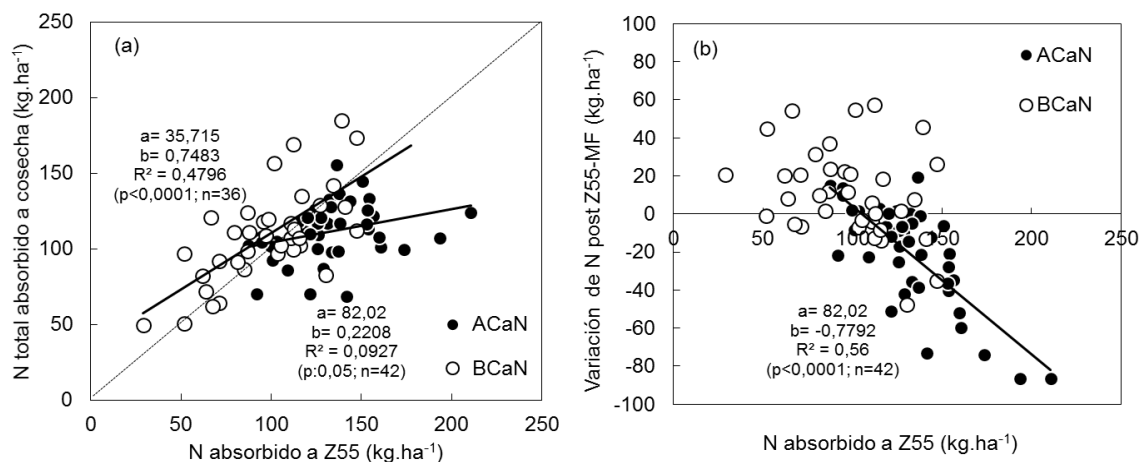 (a)
N total absorbido a cosecha (kg.ha⁻¹)
250
200
150
100
50
0
a= 35,715
b= 0,7483
R² = 0,4796
(p<0,0001; n=36)
a= 82,02
b= 0,2208
R² = 0,0927
(p:0,05; n=42)
ACaN
BCaN
0 50 100 150 200 250
N absorbido a Z55 (kg.ha⁻¹)
(b)
Variación de N post Z55-MF (kg.ha⁻¹)
100
80
60
40
20
0
-20
-40
-60
-80
-100
ACaN
BCaN
0 50 100 150 200 250
a= 82,02
b= -0,7792
R² = 0,56
(p<0,0001; n=42)
N absorbido a Z55 (kg.ha⁻¹)